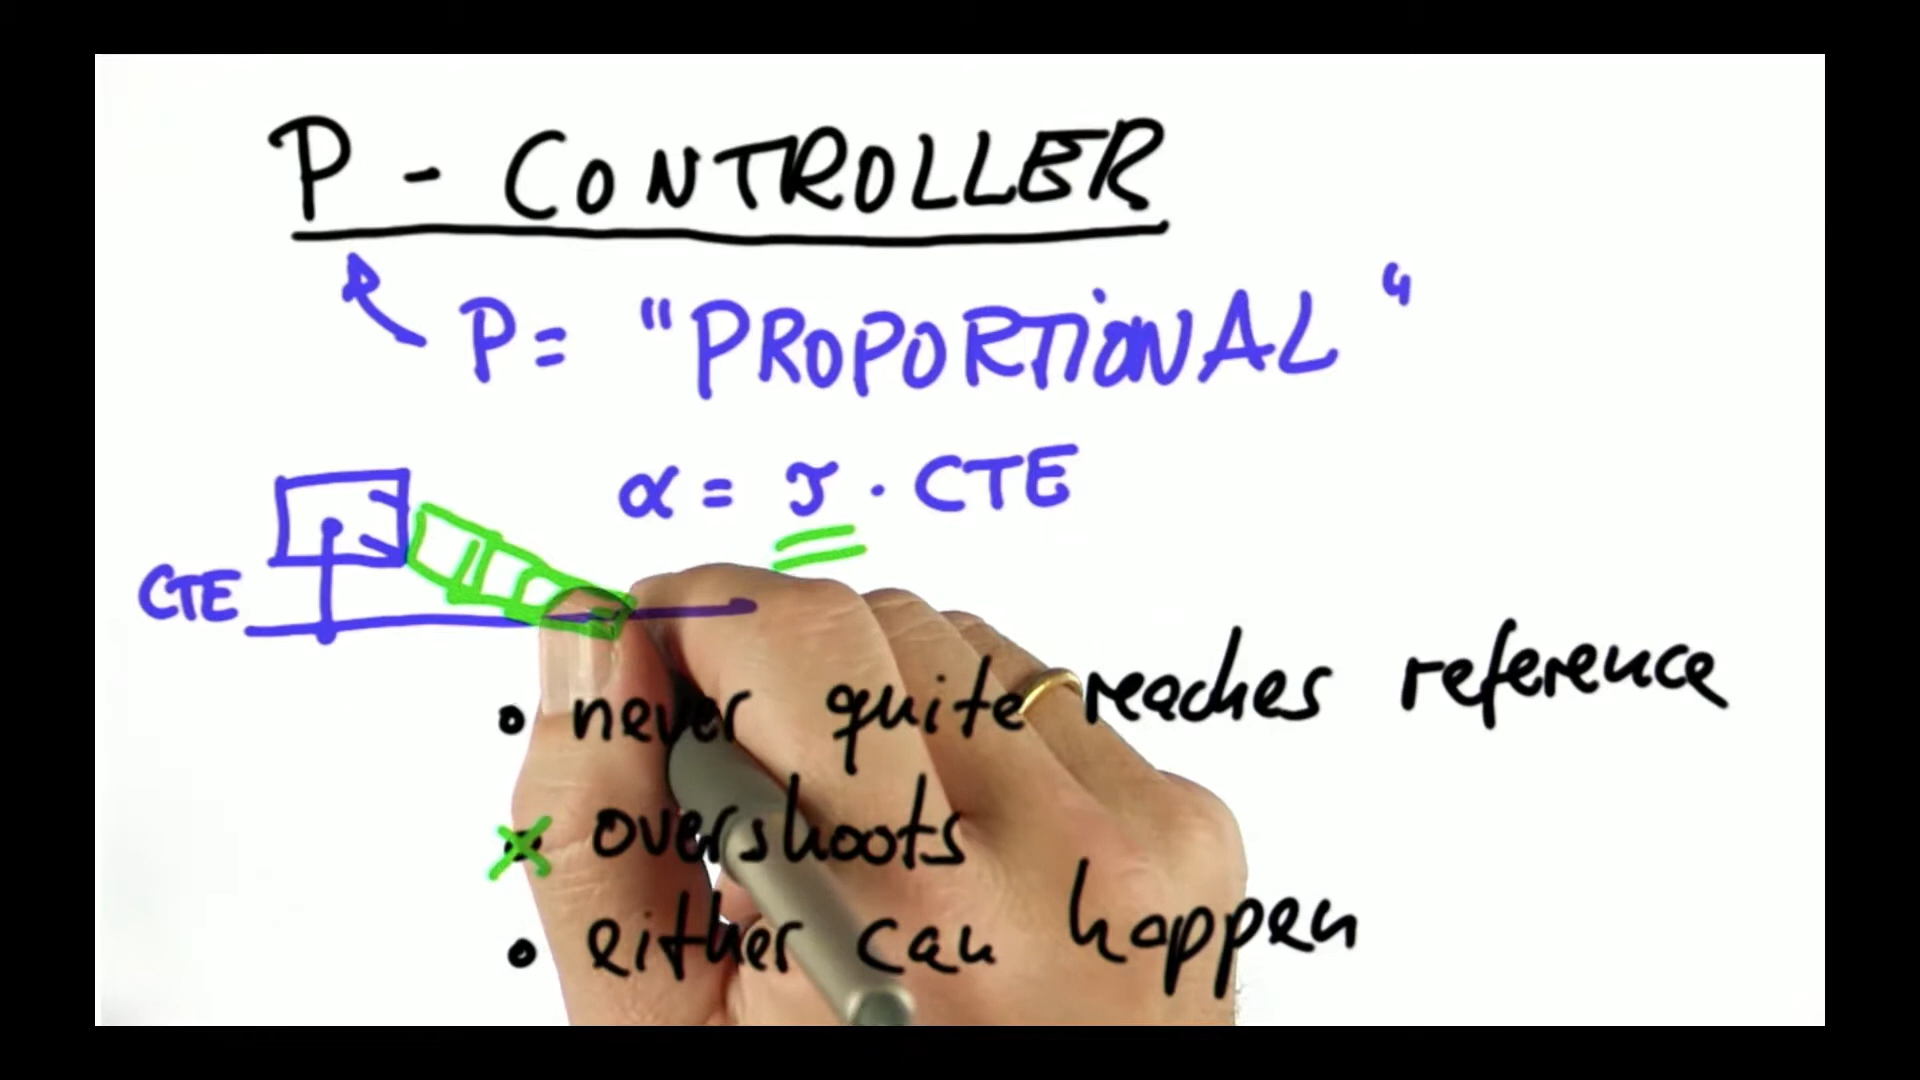 P - CONTROLLER
P = "PROPORTIONAL"
α = τ · CTE
CTE
• never quite reaches reference
• overshoots
• either can happen